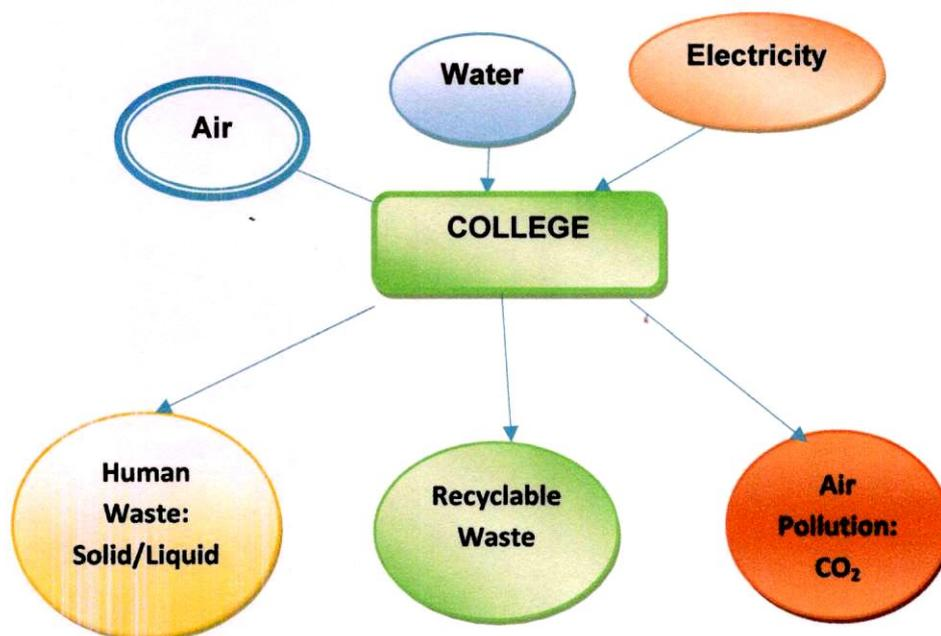 Air
Water
Electricity
COLLEGE
Human
Waste:
Solid/Liquid
Recyclable
Waste
Air
Pollution:
CO₂